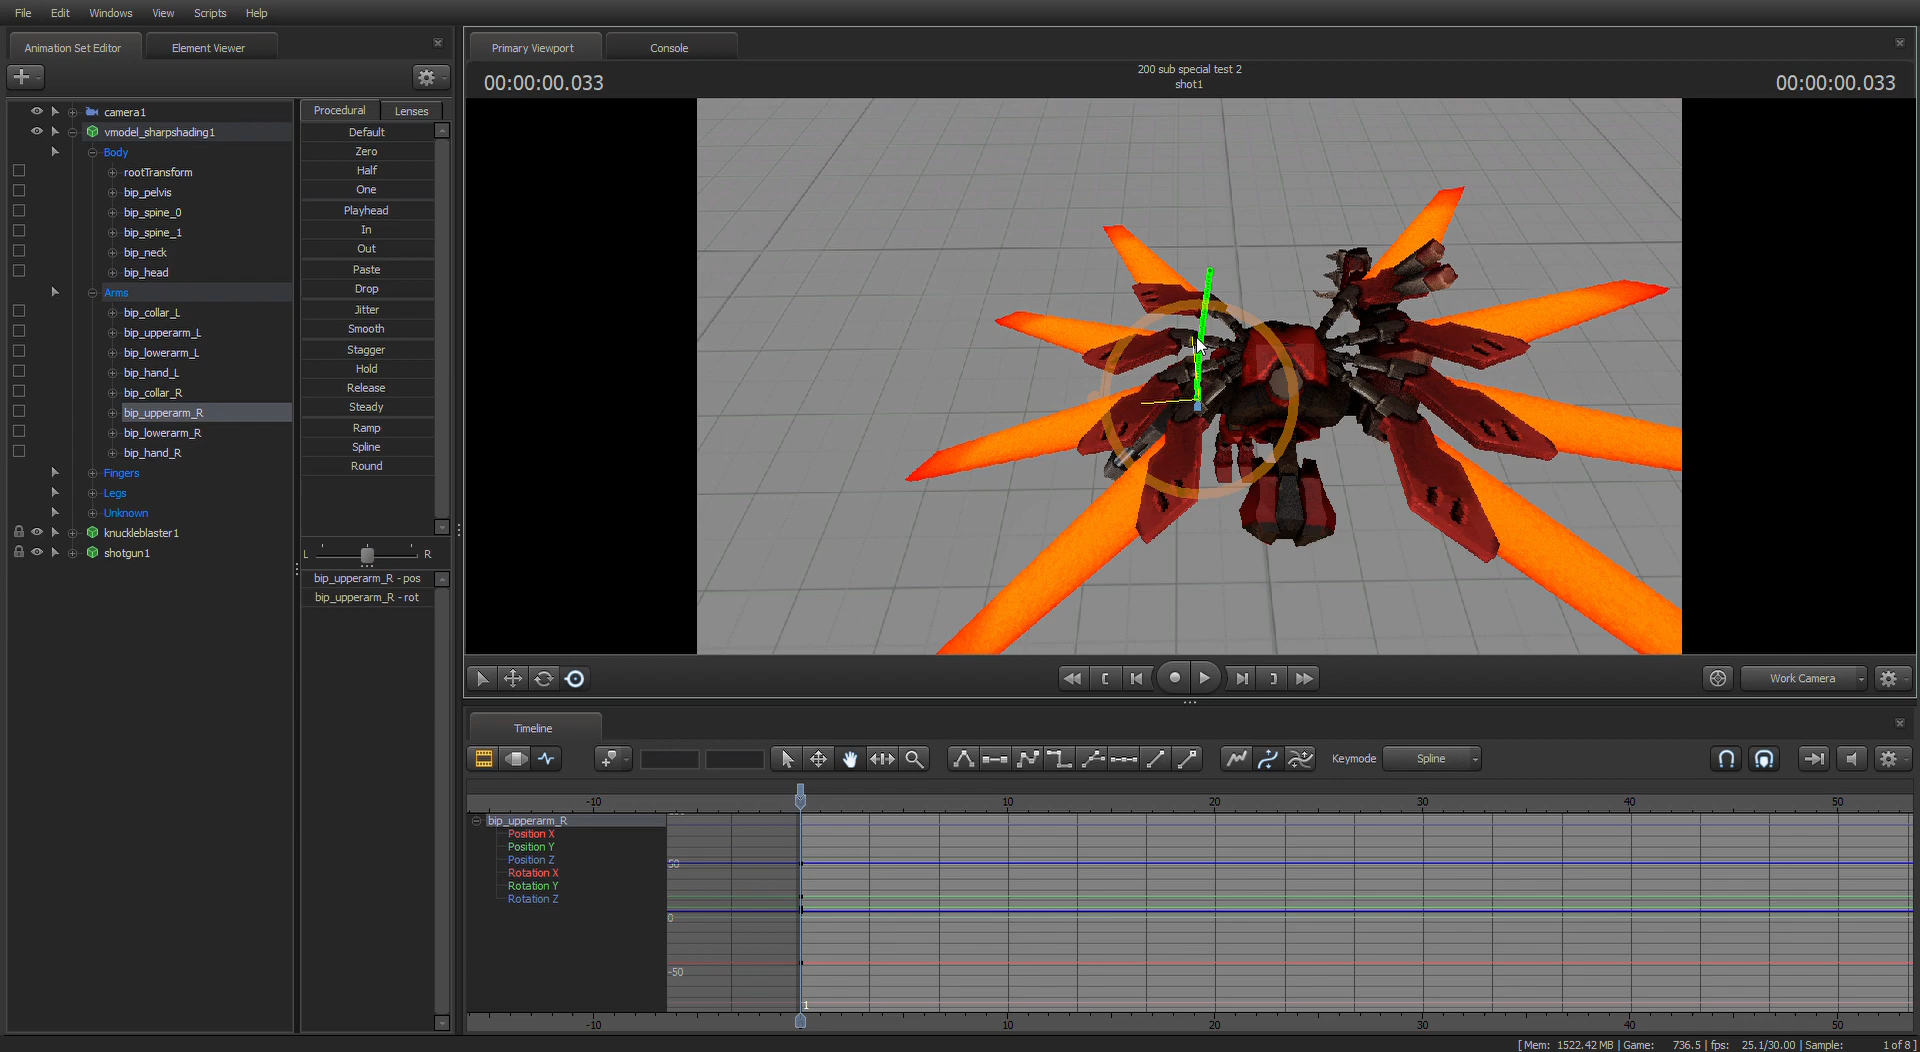 File Edit Windows View Scripts Help
Animation Set Editor Element Viewer
Primary Viewport Console
00:00:00.033
200 sub special test 2
shot1
00:00:00.033
camera1
vmodel_sharpshading1
Body
rootTransform
bip_pelvis
bip_spine_0
bip_spine_1
bip_neck
bip_head
Arms
bip_collar_L
bip_upperarm_L
bip_lowerarm_L
bip_hand_L
bip_collar_R
bip_upperarm_R
bip_lowerarm_R
bip_hand_R
Fingers
Legs
Unknown
knuckleblaster1
shotgun1
Procedural Lenses
Default
Zero
Half
One
Playhead
In
Out
Paste
Drop
Jitter
Smooth
Stagger
Hold
Release
Steady
Ramp
Spline
Round
L R
bip_upperarm_R - pos
bip_upperarm_R - rot
Work Camera
Timeline
Keymode Spline
-10 10 20 30 40 50
bip_upperarm_R
Position X
Position Y
Position Z
Rotation X
Rotation Y
Rotation Z
50
0
-50
1
-10 10 20 30 40 50
[ Mem: 1522.42 MB | Game: 736.5 | fps: 25.1/30.00 | Sample: 1 of 8 ]